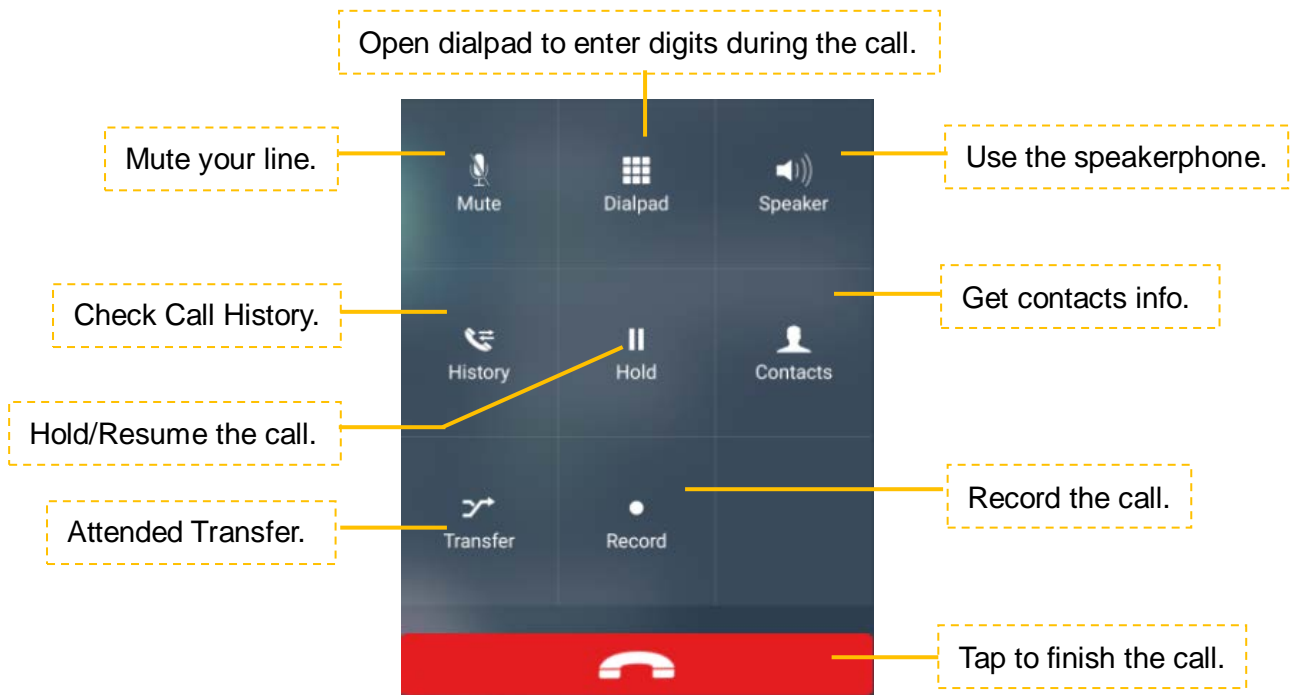 Open dialpad to enter digits during the call.
Mute your line.
Use the speakerphone.
Mute
Dialpad
Speaker
Check Call History.
Get contacts info.
History
Hold
Contacts
Hold/Resume the call.
Record the call.
Attended Transfer.
Transfer
Record
Tap to finish the call.